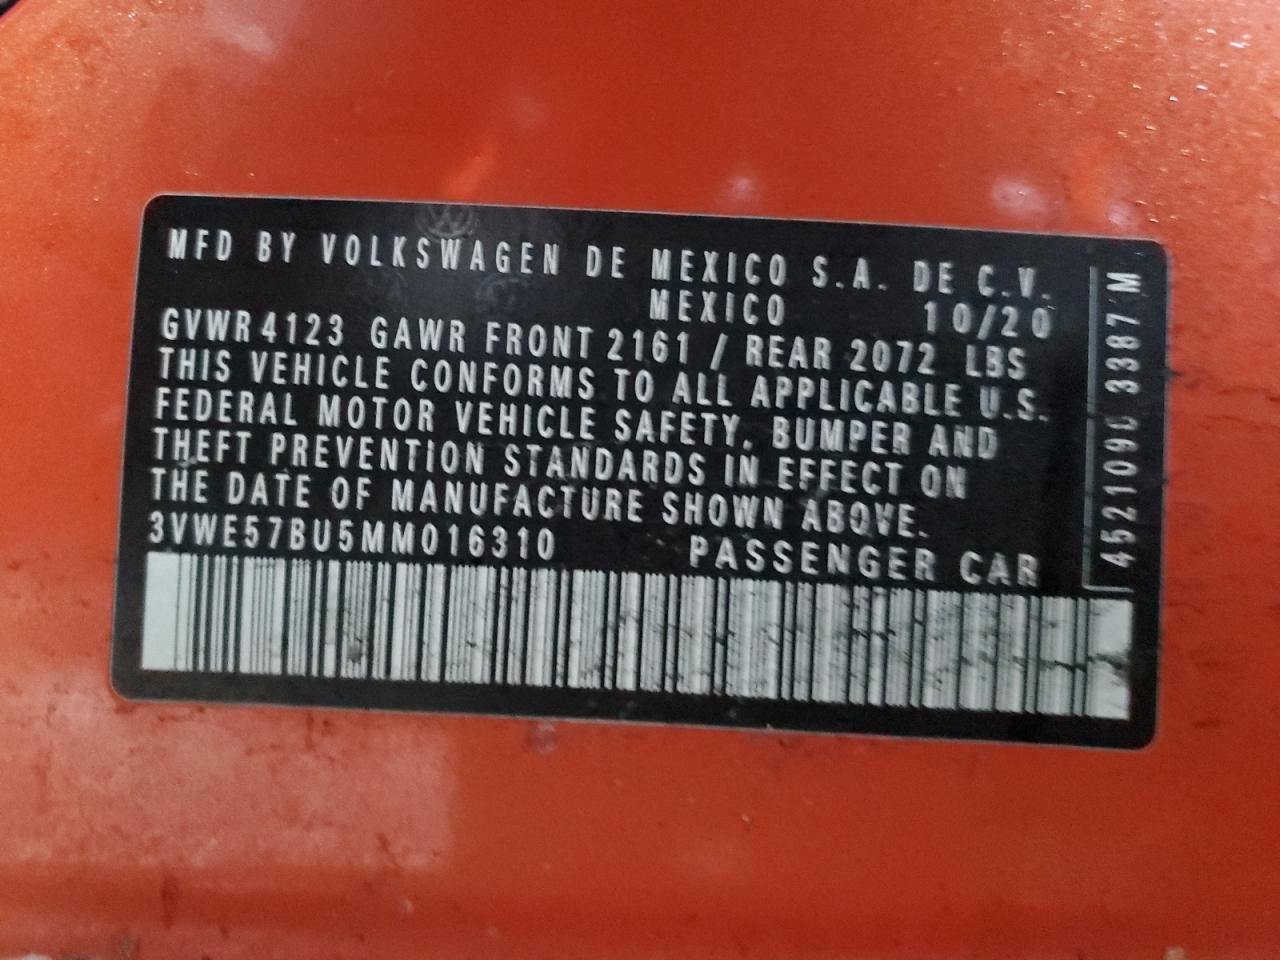 MFD BY VOLKSWAGEN DE MEXICO S.A. DE C.V.
MEXICO 10/20
GVWR 4123 GAWR FRONT 2161 / REAR 2072 LBS
THIS VEHICLE CONFORMS TO ALL APPLICABLE U.S.
FEDERAL MOTOR VEHICLE SAFETY, BUMPER AND
THEFT PREVENTION STANDARDS IN EFFECT ON
THE DATE OF MANUFACTURE SHOWN ABOVE.
3VWE57BU5MM016310 PASSENGER CAR
3387 M